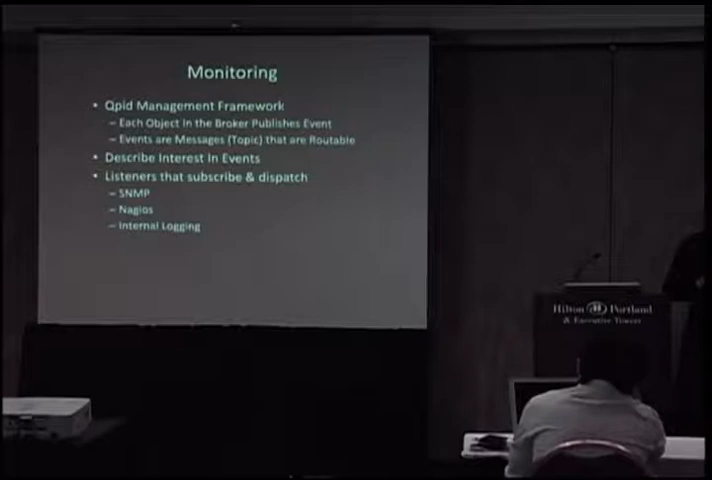 Monitoring
• Qpid Management Framework
– Each Object in the Broker Publishes Event
– Events are Messages (Topic) that are Routable
• Describe Interest in Events
• Listeners that subscribe & dispatch
– SNMP
– Nagios
– Internal Logging
Hilton Portland
& Executive Tower